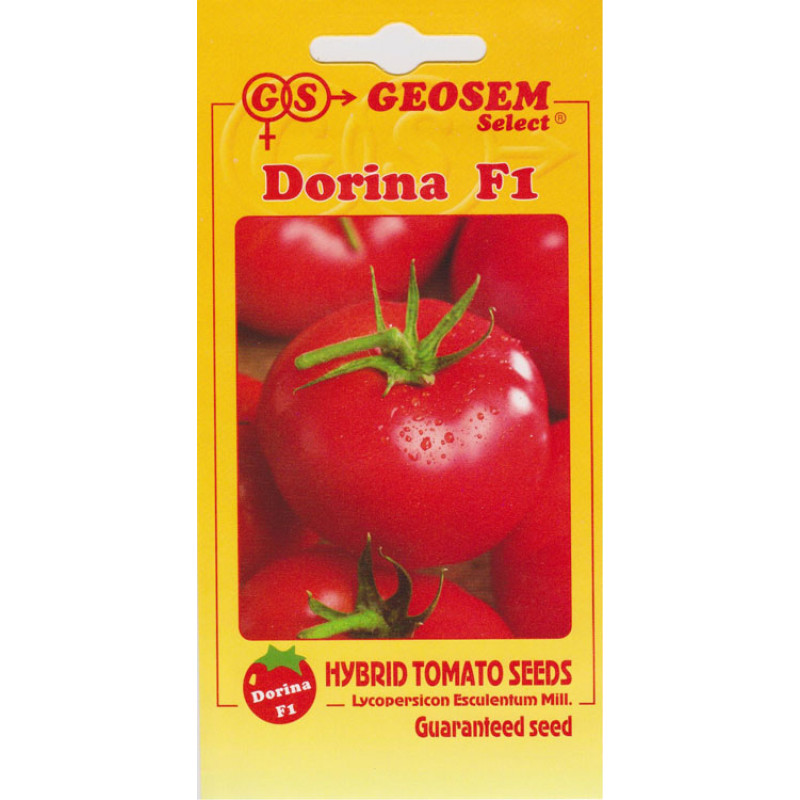 GS GEOSEM
Select®
Dorina F1
HYBRID TOMATO SEEDS
Dorina
F1
Lycopersicon Esculentum Mill.
Guaranteed seed